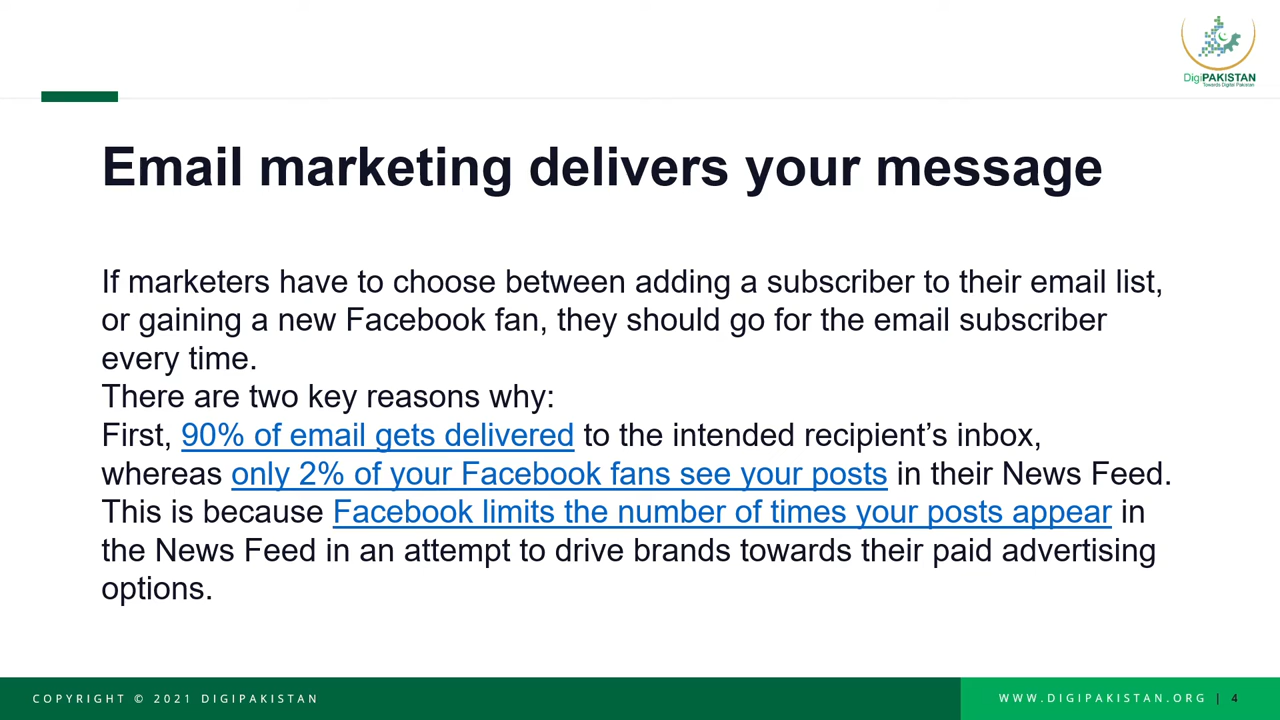 DigiPAKISTAN
Towards Digital Pakistan
Email marketing delivers your message
If marketers have to choose between adding a subscriber to their email list,
or gaining a new Facebook fan, they should go for the email subscriber
every time.
There are two key reasons why:
First, 90% of email gets delivered to the intended recipient’s inbox,
whereas only 2% of your Facebook fans see your posts in their News Feed.
This is because Facebook limits the number of times your posts appear in
the News Feed in an attempt to drive brands towards their paid advertising
options.
COPYRIGHT © 2021 DIGIPAKISTAN
WWW.DIGIPAKISTAN.ORG | 4